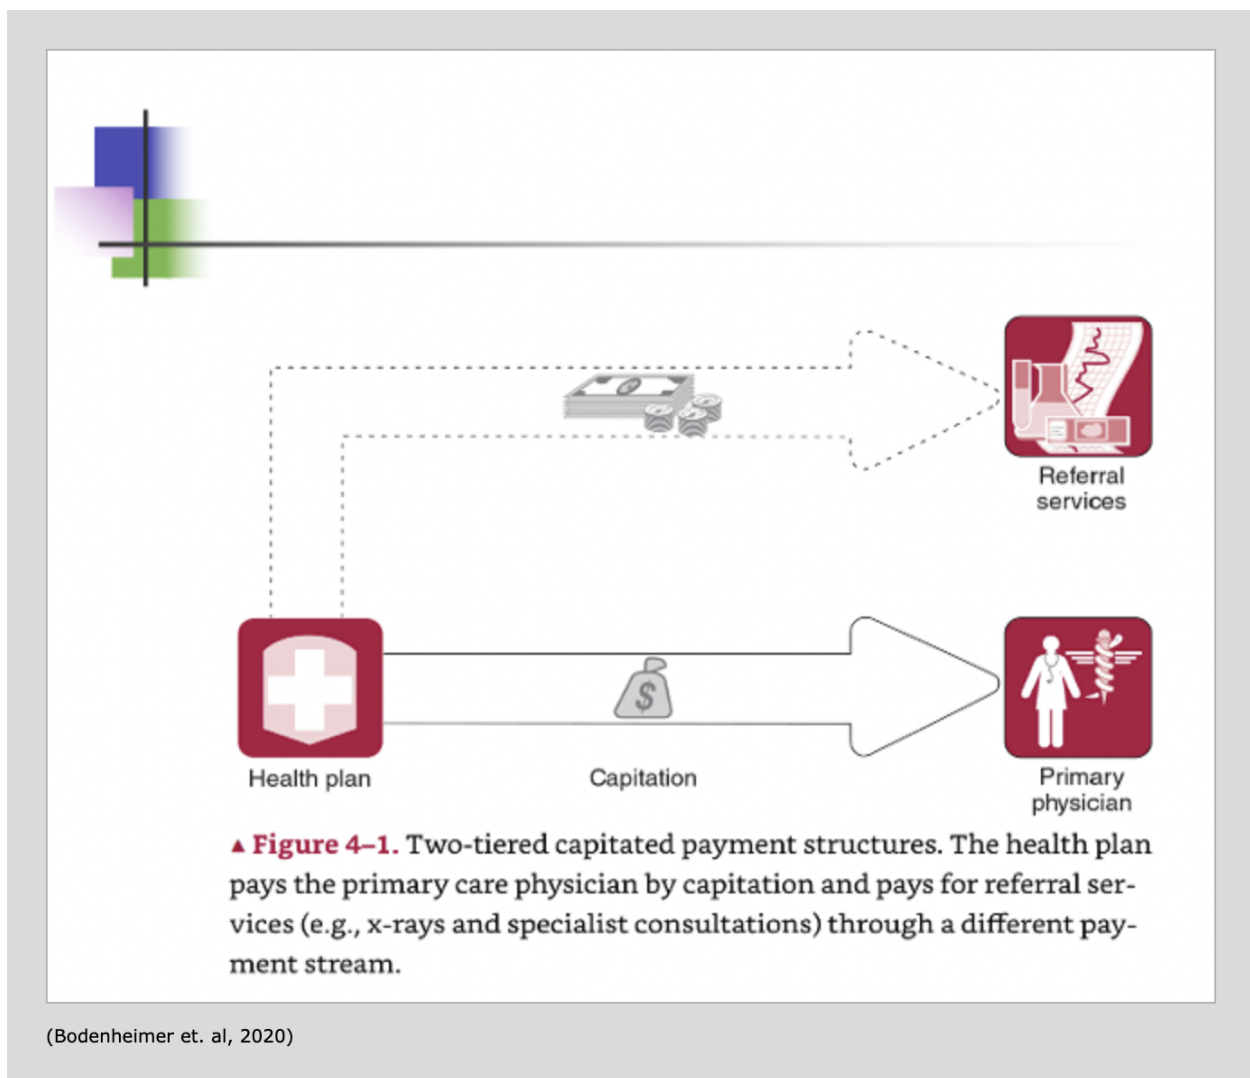 Referral
services
$
Health plan
Capitation
Primary
physician
▲ Figure 4–1. Two-tiered capitated payment structures. The health plan
pays the primary care physician by capitation and pays for referral ser-
vices (e.g., x-rays and specialist consultations) through a different pay-
ment stream.
(Bodenheimer et. al, 2020)